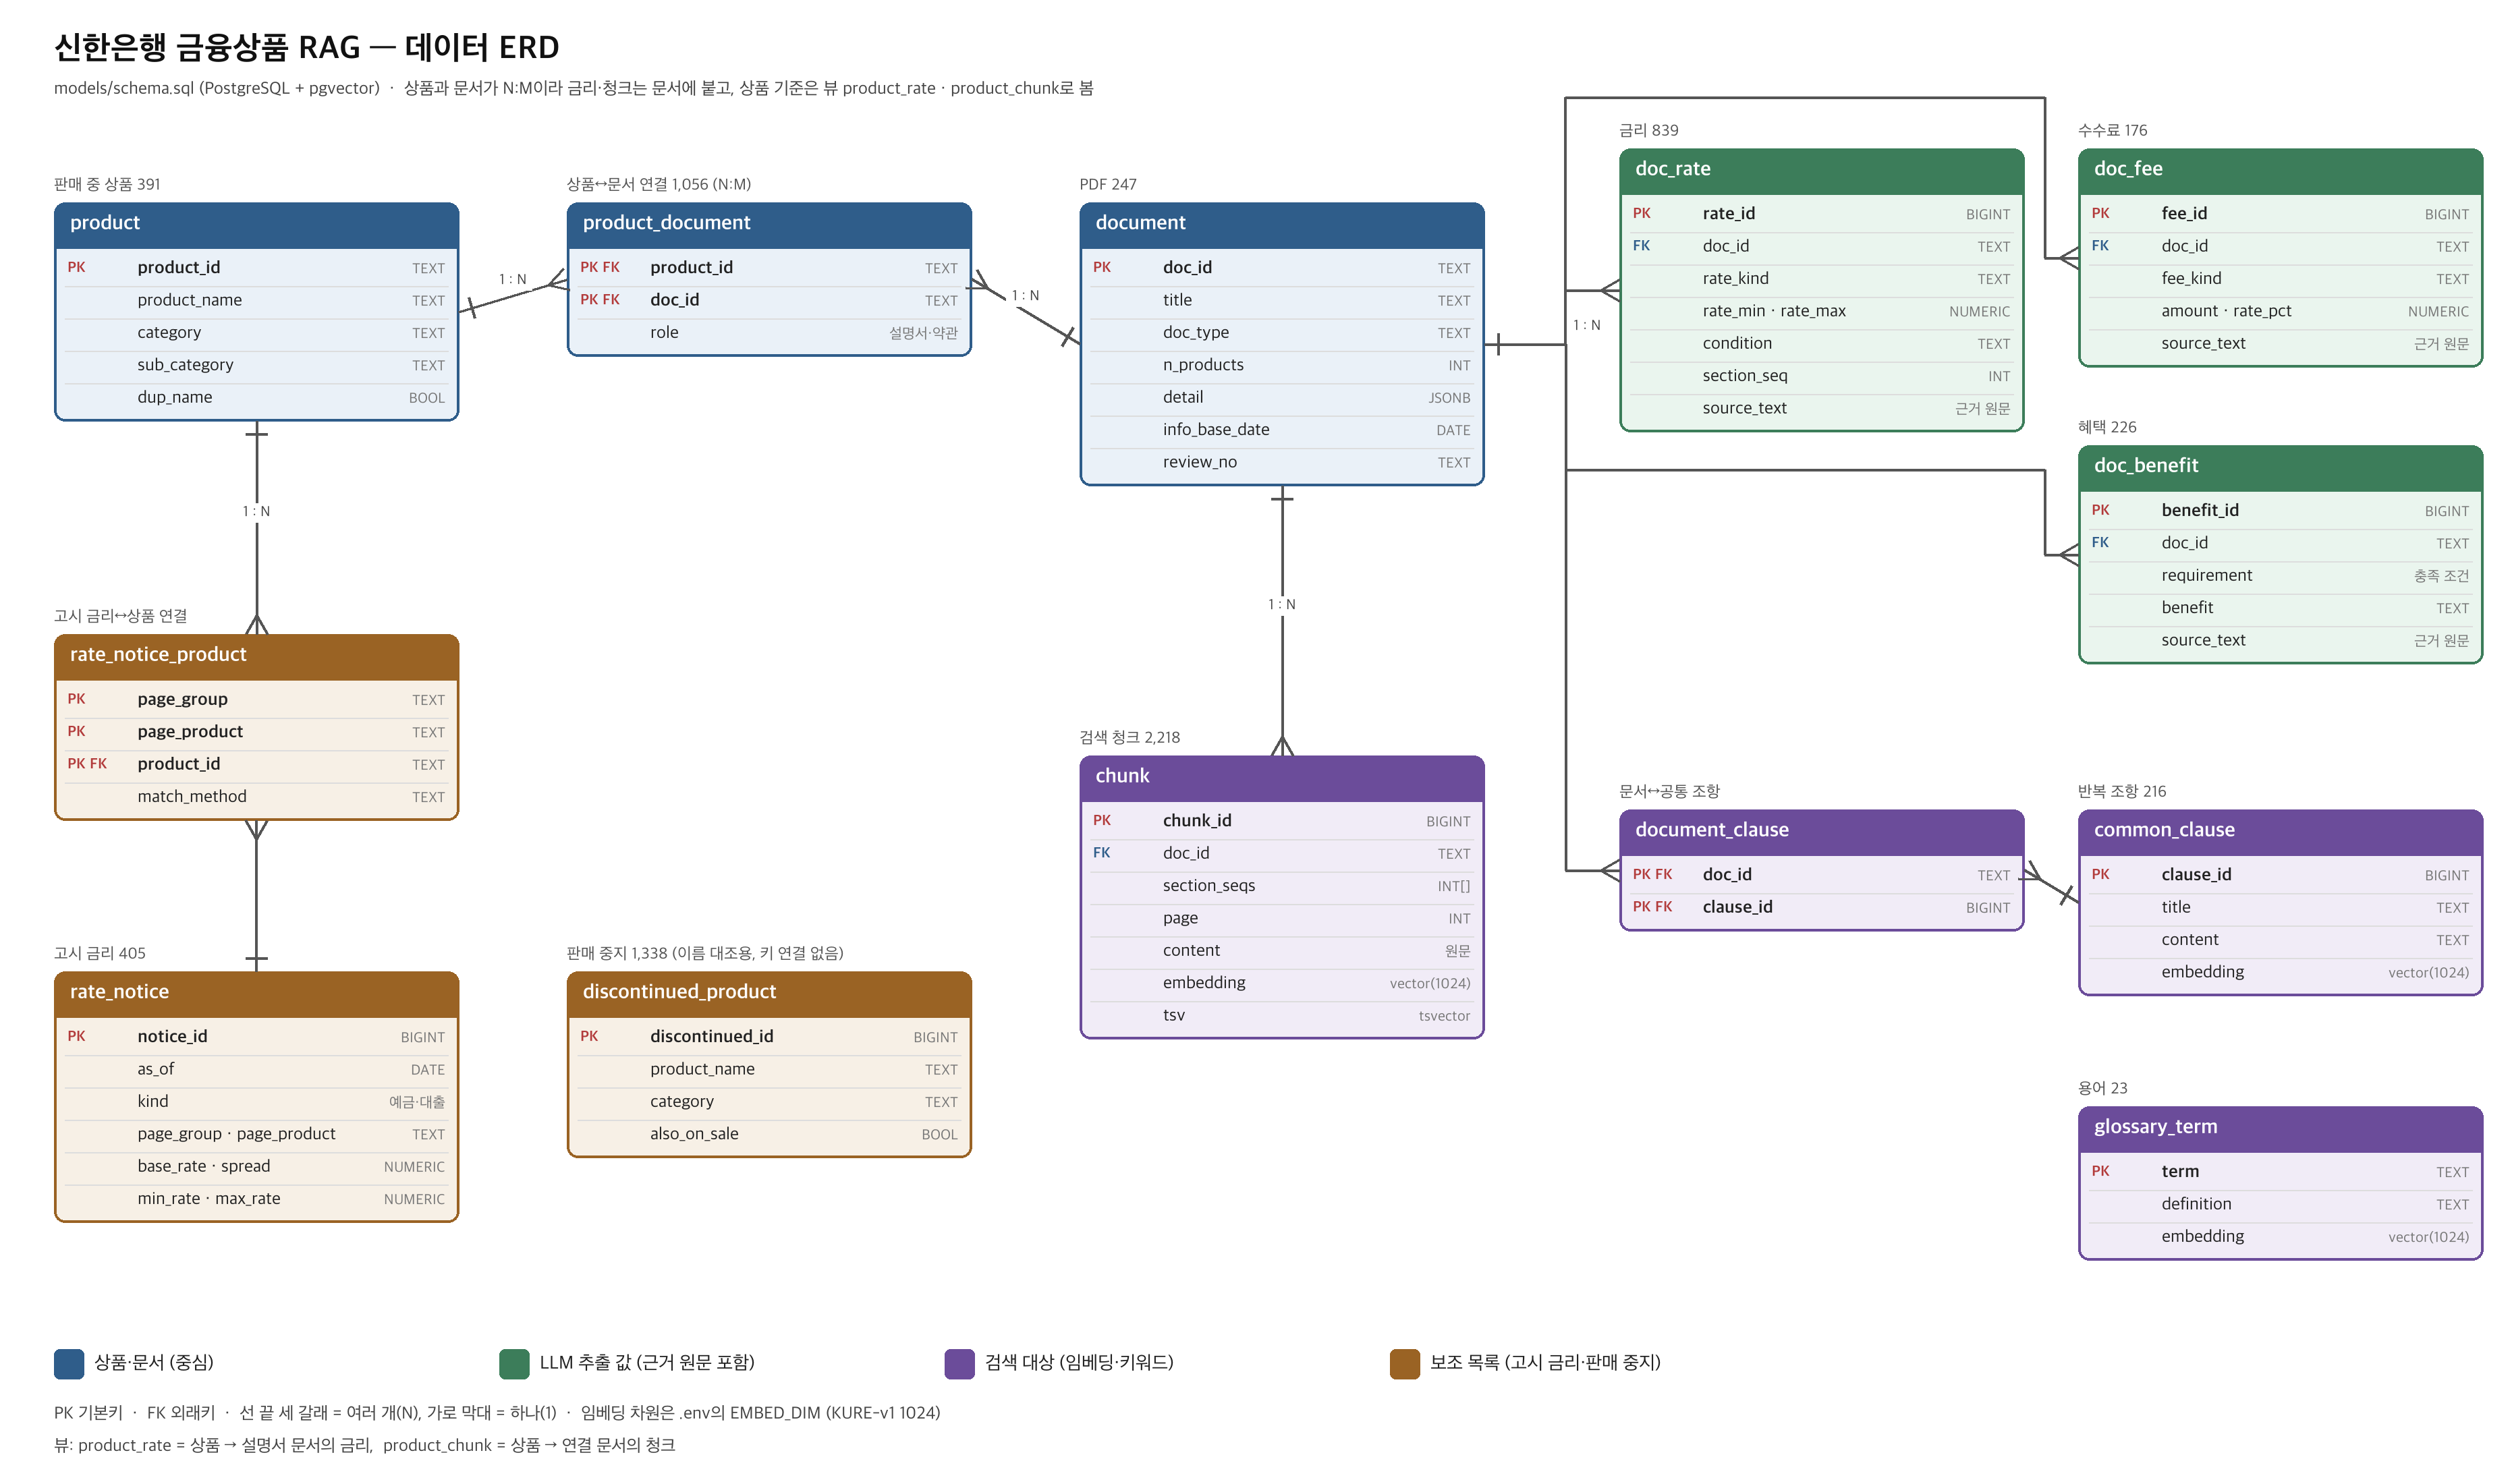 신한은행 금융상품 RAG — 데이터 ERD
models/schema.sql (PostgreSQL + pgvector) · 상품과 문서가 N:M이라 금리·청크는 문서에 붙고, 상품 기준은 뷰 product_rate · product_chunk로 봄
판매 중 상품 391
product
PK product_id TEXT
product_name TEXT
category TEXT
sub_category TEXT
dup_name BOOL
1 : N
상품↔문서 연결 1,056 (N:M)
product_document
PK FK product_id TEXT
PK FK doc_id TEXT
role 설명서·약관
1 : N
PDF 247
document
PK doc_id TEXT
title TEXT
doc_type TEXT
n_products INT
detail JSONB
info_base_date DATE
review_no TEXT
1 : N
금리 839
doc_rate
PK rate_id BIGINT
FK doc_id TEXT
rate_kind TEXT
rate_min · rate_max NUMERIC
condition TEXT
section_seq INT
source_text 근거 원문
수수료 176
doc_fee
PK fee_id BIGINT
FK doc_id TEXT
fee_kind TEXT
amount · rate_pct NUMERIC
source_text 근거 원문
혜택 226
doc_benefit
PK benefit_id BIGINT
FK doc_id TEXT
requirement 충족 조건
benefit TEXT
source_text 근거 원문
1 : N
고시 금리↔상품 연결
rate_notice_product
PK page_group TEXT
PK page_product TEXT
PK FK product_id TEXT
match_method TEXT
1 : N
검색 청크 2,218
chunk
PK chunk_id BIGINT
FK doc_id TEXT
section_seqs INT[]
page INT
content 원문
embedding vector(1024)
tsv tsvector
문서↔공통 조항
document_clause
PK FK doc_id TEXT
PK FK clause_id BIGINT
반복 조항 216
common_clause
PK clause_id BIGINT
title TEXT
content TEXT
embedding vector(1024)
고시 금리 405
rate_notice
PK notice_id BIGINT
as_of DATE
kind 예금·대출
page_group · page_product TEXT
base_rate · spread NUMERIC
min_rate · max_rate NUMERIC
판매 중지 1,338 (이름 대조용, 키 연결 없음)
discontinued_product
PK discontinued_id BIGINT
product_name TEXT
category TEXT
also_on_sale BOOL
용어 23
glossary_term
PK term TEXT
definition TEXT
embedding vector(1024)
상품·문서 (중심)
LLM 추출 값 (근거 원문 포함)
검색 대상 (임베딩·키워드)
보조 목록 (고시 금리·판매 중지)
PK 기본키 · FK 외래키 · 선 끝 세 갈래 = 여러 개(N), 가로 막대 = 하나(1) · 임베딩 차원은 .env의 EMBED_DIM (KURE-v1 1024)
뷰: product_rate = 상품 → 설명서 문서의 금리, product_chunk = 상품 → 연결 문서의 청크